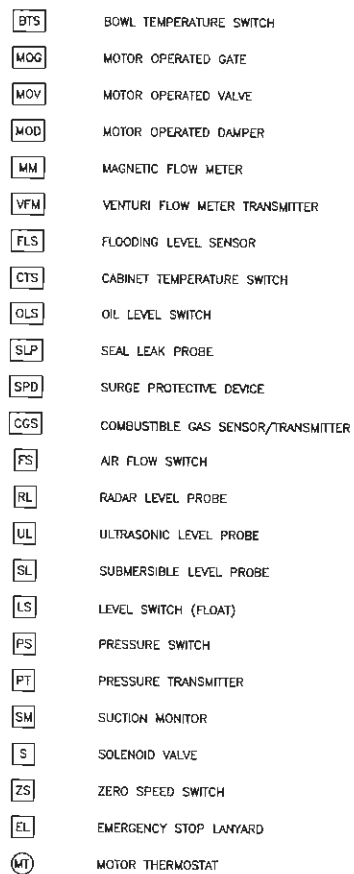 BTS BOWL TEMPERATURE SWITCH
MOG MOTOR OPERATED GATE
MOV MOTOR OPERATED VALVE
MOD MOTOR OPERATED DAMPER
MM MAGNETIC FLOW METER
VFM VENTURI FLOW METER TRANSMITTER
FLS FLOODING LEVEL SENSOR
CTS CABINET TEMPERATURE SWITCH
OLS OIL LEVEL SWITCH
SLP SEAL LEAK PROBE
SPD SURGE PROTECTIVE DEVICE
CGS COMBUSTIBLE GAS SENSOR/TRANSMITTER
FS AIR FLOW SWITCH
RL RADAR LEVEL PROBE
UL ULTRASONIC LEVEL PROBE
SL SUBMERSIBLE LEVEL PROBE
LS LEVEL SWITCH (FLOAT)
PS PRESSURE SWITCH
PT PRESSURE TRANSMITTER
SM SUCTION MONITOR
S SOLENOID VALVE
ZS ZERO SPEED SWITCH
EL EMERGENCY STOP LANYARD
MT MOTOR THERMOSTAT